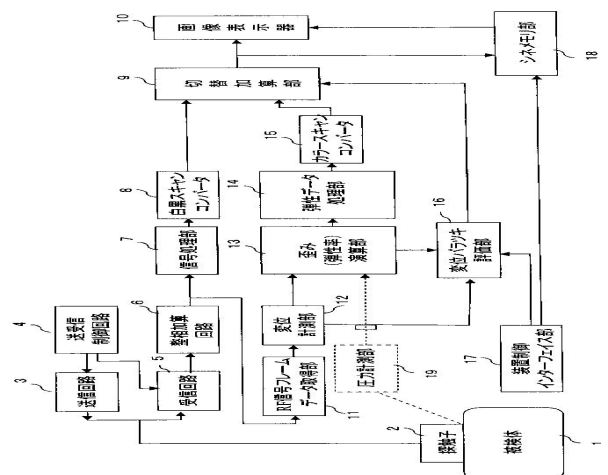 10
画像表示器
9
切替加算部
シネメモリ部
18
15
カラースキャン
コンバータ
8
白黒スキャン
コンバータ
14
弾性データ
処理部
7
信号処理部
13
歪み
(弾性率)
演算部
16
変位バラツキ
評価部
4
送受信
制御回路
6
整相加算
回路
12
変位
計測部
3
送信回路
5
受信回路
RF信号フレーム
データ取得部
11
圧力計測部
19
17
装置制御
インターフェイス部
2
探触子
被検体
1